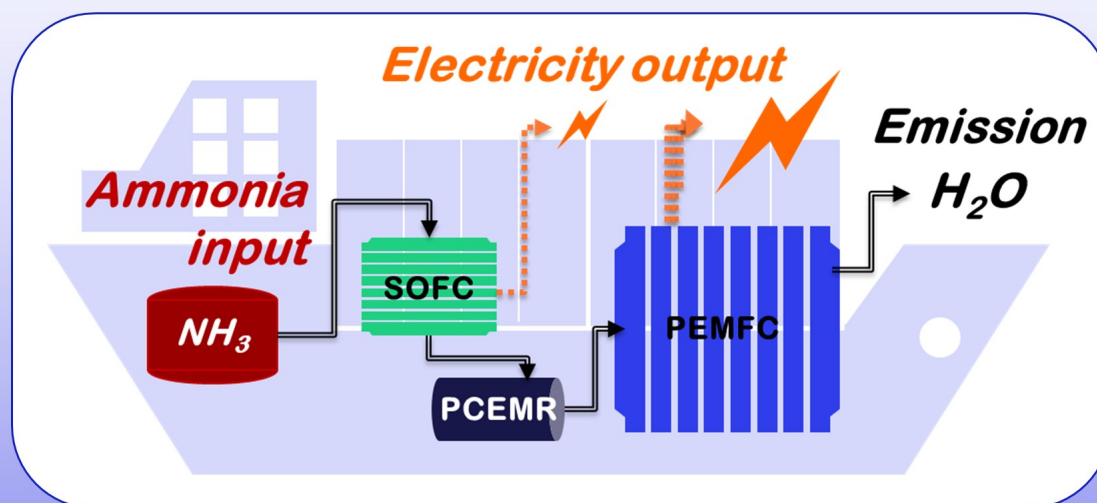 Electricity output
Emission
H₂O
Ammonia
input
NH₃
SOFC
PEMFC
PCEMR